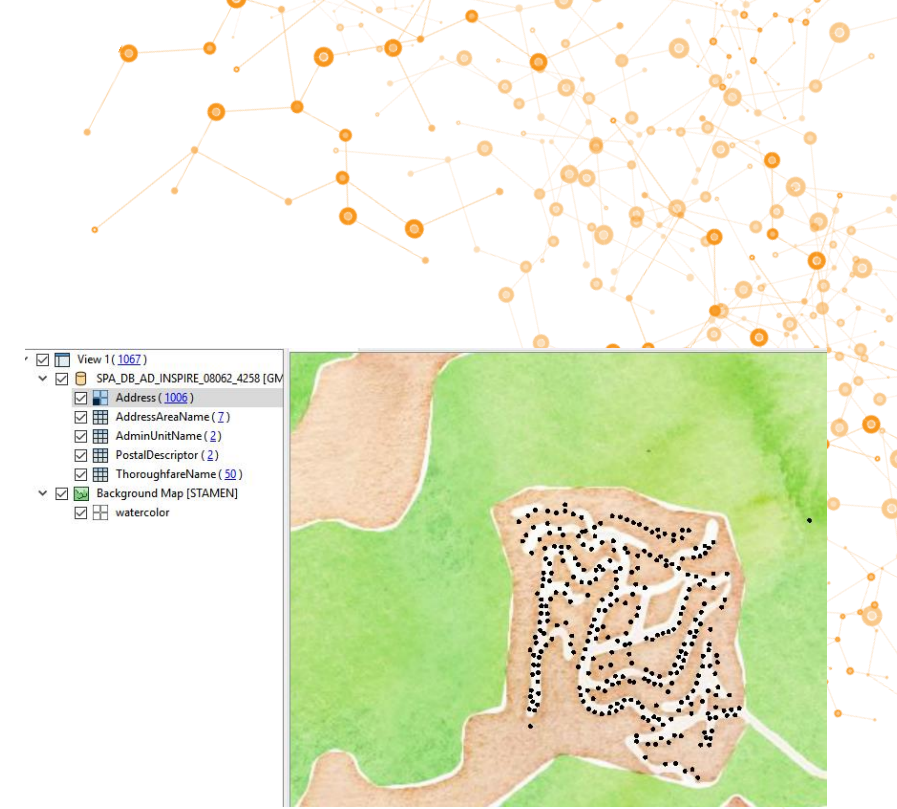 View 1 ( 1067 )
SPA_DB_AD_INSPIRE_08062_4258 [GM
Address ( 1006 )
AddressAreaName ( 7 )
AdminUnitName ( 2 )
PostalDescriptor ( 2 )
ThoroughfareName ( 50 )
Background Map [STAMEN]
watercolor